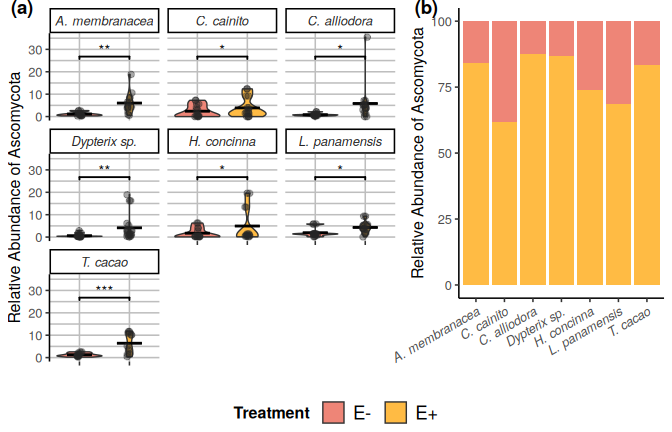 (a)
A. membranacea
C. cainito
C. alliodora
**
*
*
30
20
10
0
Dypterix sp.
H. concinna
L. panamensis
**
*
*
30
20
10
0
T. cacao
***
30
20
10
0
Relative Abundance of Ascomycota
(b)
Relative Abundance of Ascomycota
100
75
50
25
0
A. membranacea
C. cainito
C. alliodora
Dypterix sp.
H. concinna
L. panamensis
T. cacao
Treatment E- E+